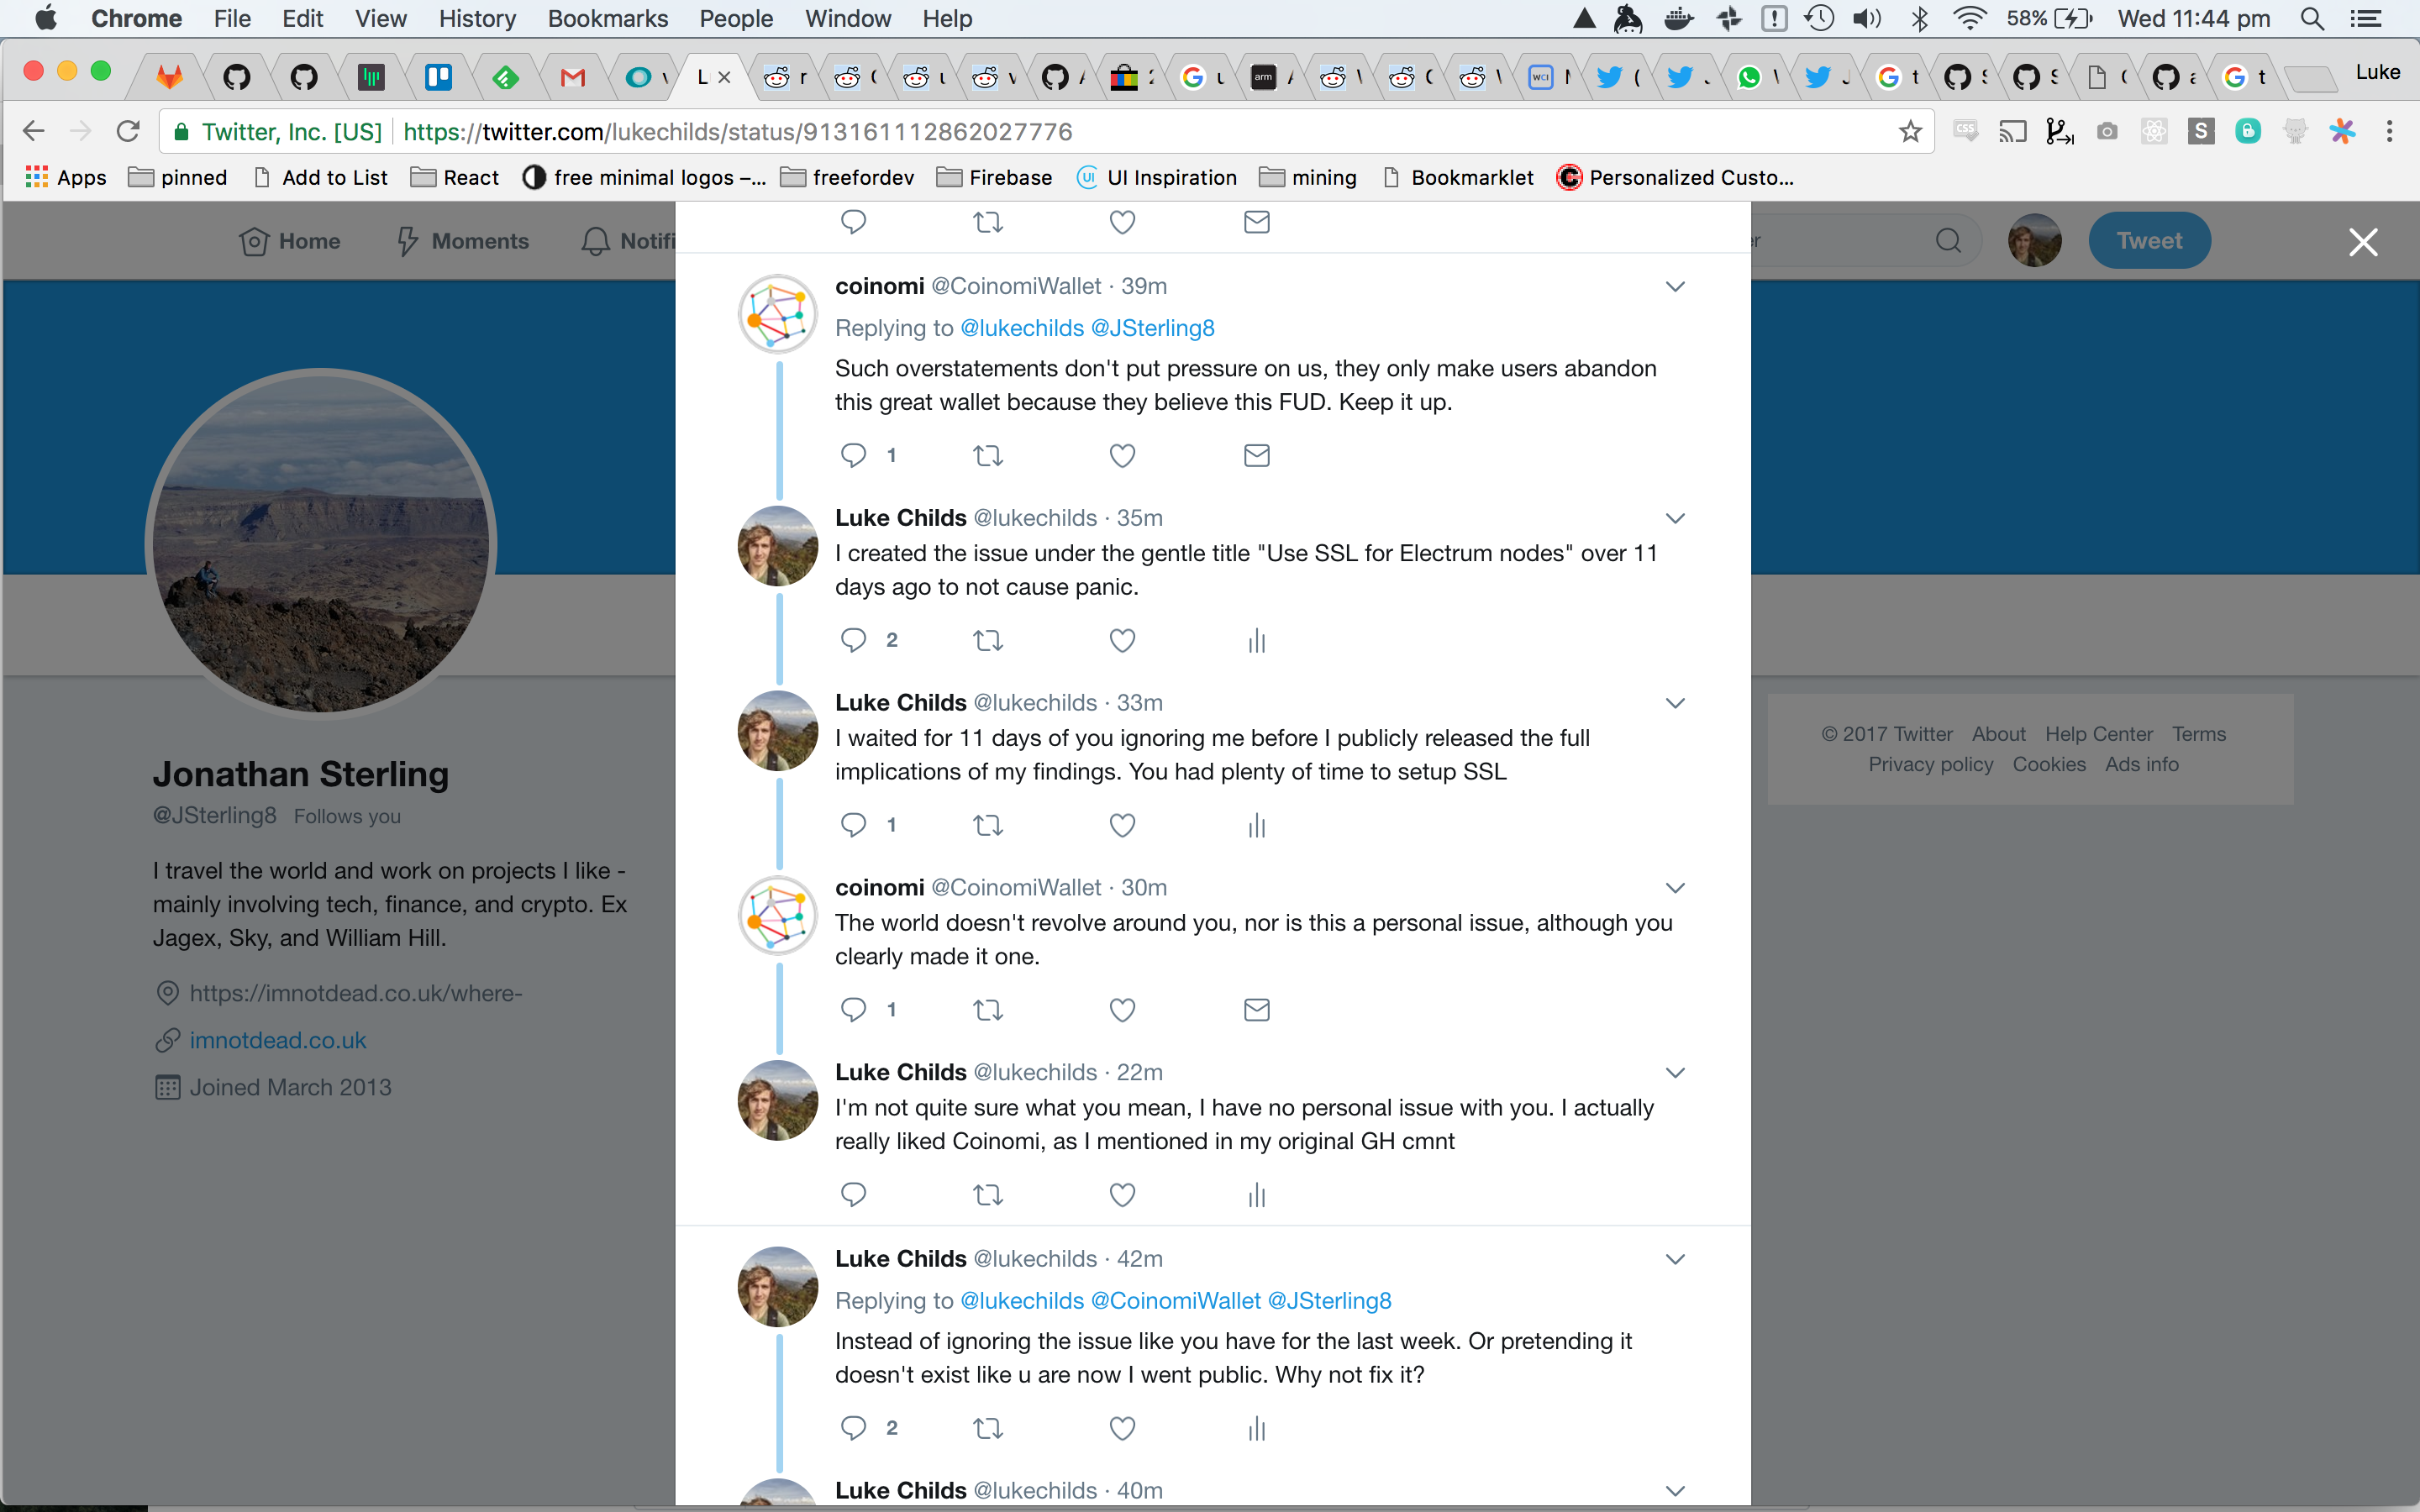 Chrome File Edit View History Bookmarks People Window Help 58% Wed 11:44 pm
L r u v arm WCI t Luke
Twitter, Inc. [US] https://twitter.com/lukechilds/status/913161112862027776
Apps pinned Add to List React free minimal logos –... freefordev Firebase UI Inspiration mining Bookmarklet Personalized Custo...
Home Moments Notifi er Tweet
coinomi @CoinomiWallet · 39m
Replying to @lukechilds @JSterling8
Such overstatements don't put pressure on us, they only make users abandon
this great wallet because they believe this FUD. Keep it up.
1
Luke Childs @lukechilds · 35m
I created the issue under the gentle title "Use SSL for Electrum nodes" over 11
days ago to not cause panic.
2
Luke Childs @lukechilds · 33m
I waited for 11 days of you ignoring me before I publicly released the full
implications of my findings. You had plenty of time to setup SSL
1
coinomi @CoinomiWallet · 30m
The world doesn't revolve around you, nor is this a personal issue, although you
clearly made it one.
1
Luke Childs @lukechilds · 22m
I'm not quite sure what you mean, I have no personal issue with you. I actually
really liked Coinomi, as I mentioned in my original GH cmnt
Luke Childs @lukechilds · 42m
Replying to @lukechilds @CoinomiWallet @JSterling8
Instead of ignoring the issue like you have for the last week. Or pretending it
doesn't exist like u are now I went public. Why not fix it?
2
Luke Childs @lukechilds · 40m
Jonathan Sterling
@JSterling8 Follows you
I travel the world and work on projects I like -
mainly involving tech, finance, and crypto. Ex
Jagex, Sky, and William Hill.
https://imnotdead.co.uk/where-
imnotdead.co.uk
Joined March 2013
© 2017 Twitter About Help Center Terms
Privacy policy Cookies Ads info